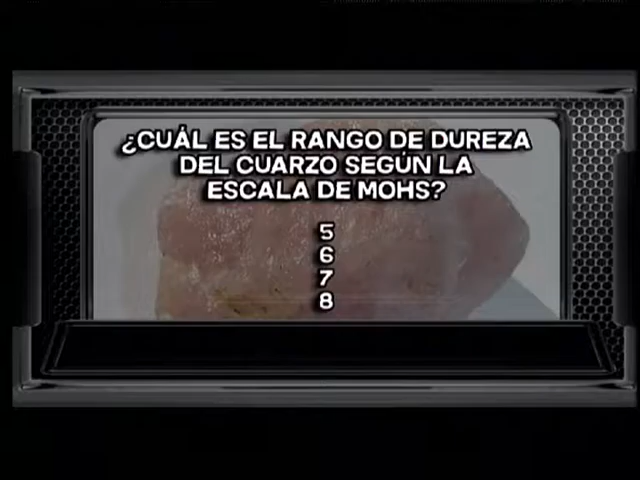 ¿CUÁL ES EL RANGO DE DUREZA
DEL CUARZO SEGÚN LA
ESCALA DE MOHS?
5
6
7
8